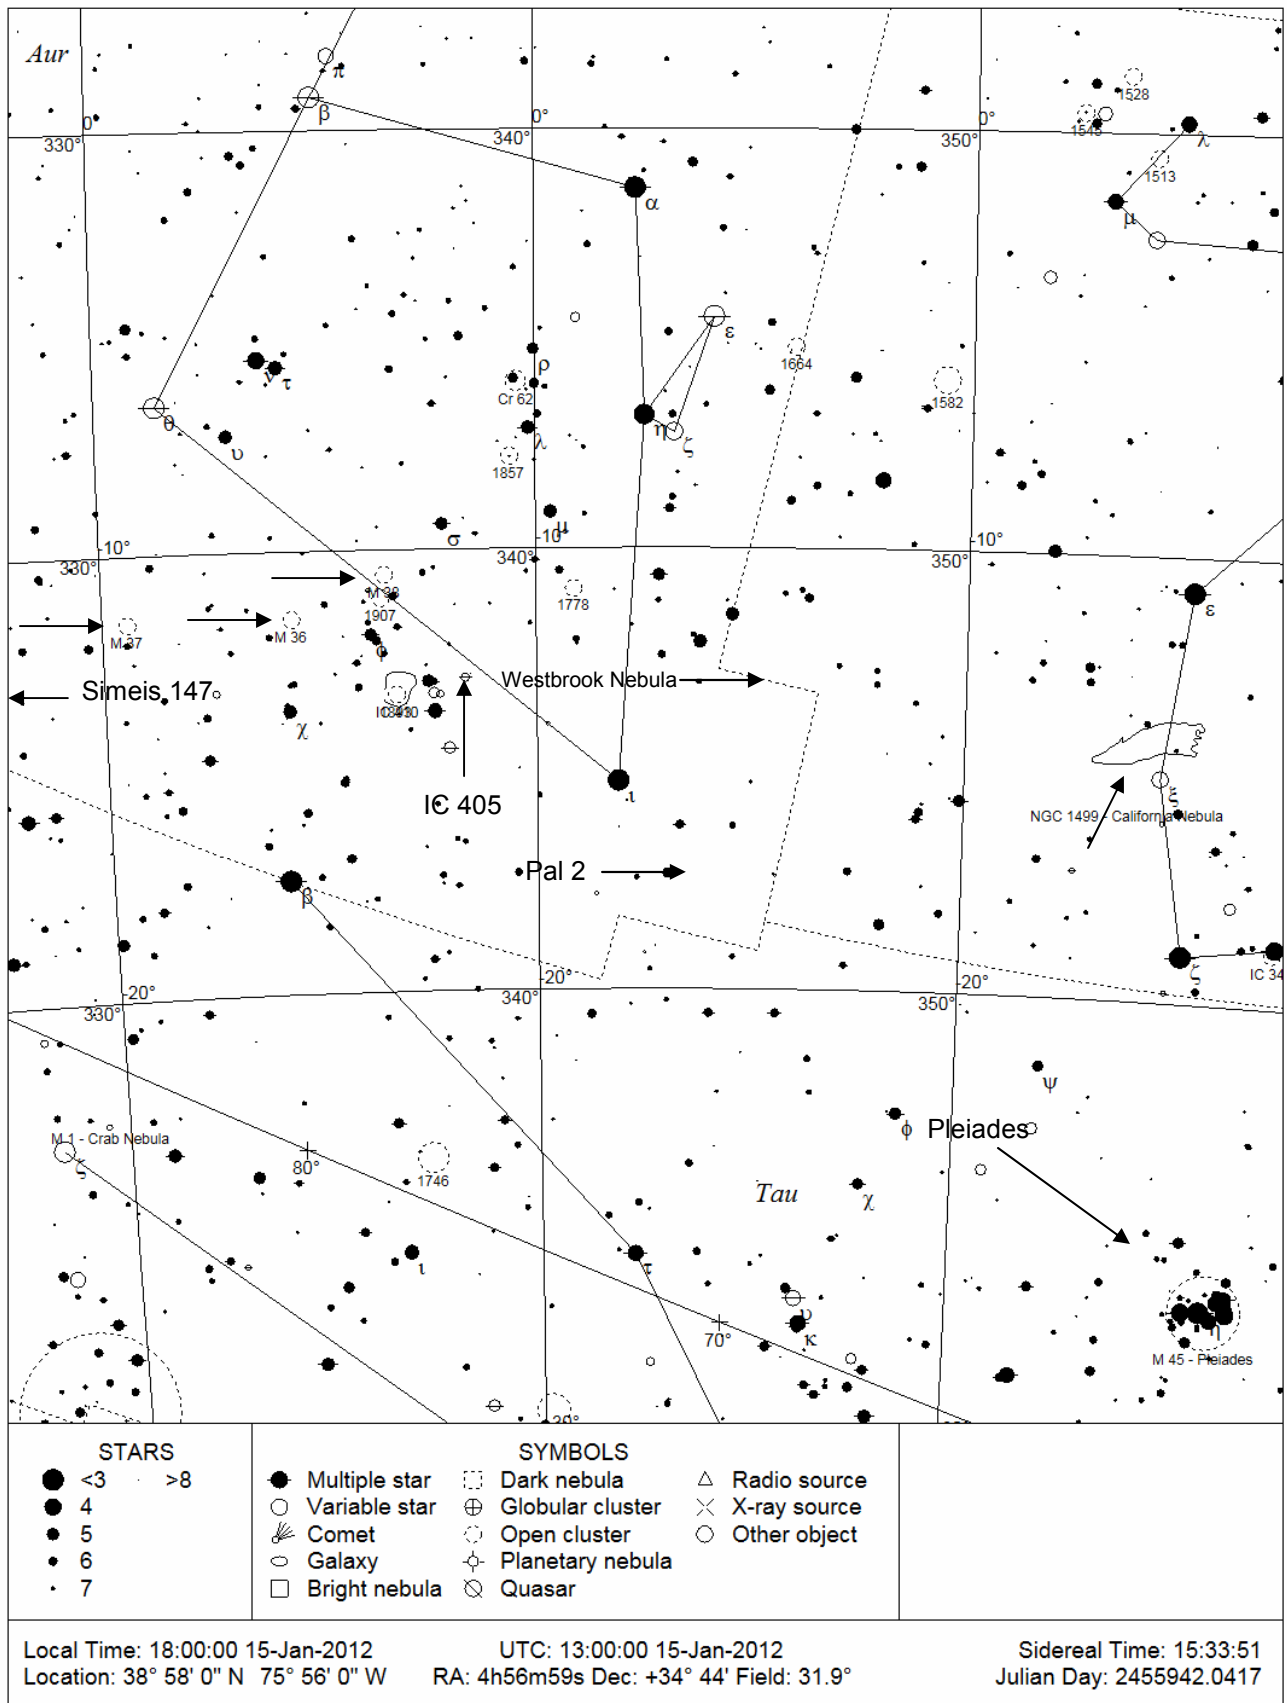 Aur
π
β
0°
330°
0°
340°
0°
350°
1528
1545
λ
1513
α
μ
ε
1664
ρ
ν
τ
Cr 62
1582
θ
η
ζ
υ
λ
1857
μ
σ
-10°
330°
-10°
340°
-10°
350°
M 38
1907
1778
ε
M 37
M 36
φ
Westbrook Nebula
Simeis 147
χ
ι
ξ
IC 405
NGC 1499 - California Nebula
Pal 2
β
ζ
IC 34
-20°
330°
-20°
340°
-20°
350°
ψ
φ
Pleiades
M 1 - Crab Nebula
ζ
80°
1746
Tau
χ
ι
τ
υ
κ
70°
η
M 45 - Pleiades
STARS
<3 >8
4
5
6
7
SYMBOLS
Multiple star
Variable star
Comet
Galaxy
Bright nebula
Dark nebula
Globular cluster
Open cluster
Planetary nebula
Quasar
Radio source
X-ray source
Other object
Local Time: 18:00:00 15-Jan-2012 UTC: 13:00:00 15-Jan-2012 Sidereal Time: 15:33:51
Location: 38° 58' 0" N 75° 56' 0" W RA: 4h56m59s Dec: +34° 44' Field: 31.9° Julian Day: 2455942.0417